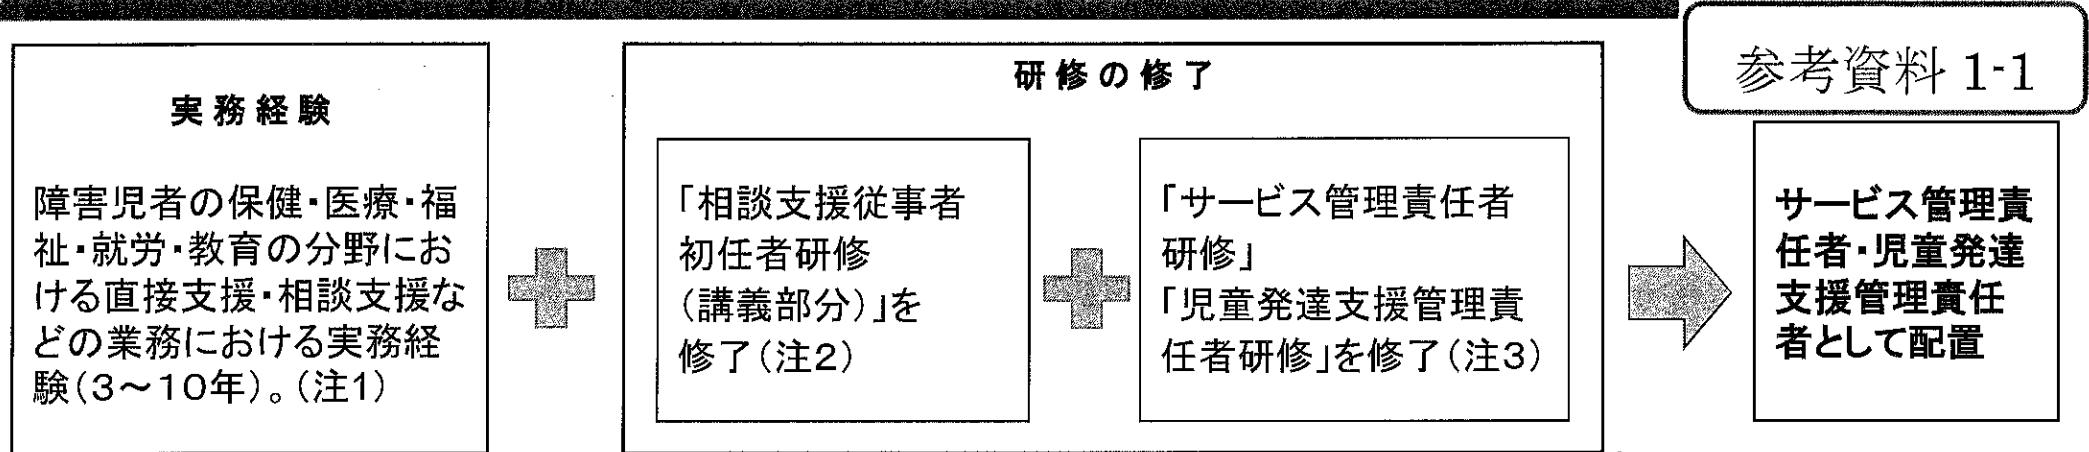 参考資料 1-1
実務経験
障害児者の保健・医療・福
祉・就労・教育の分野にお
ける直接支援・相談支援な
どの業務における実務経
験(3～10年)。(注1)
研修の修了
「相談支援従事者
初任者研修
(講義部分)」を
修了(注2)
「サービス管理責任者
研修」
「児童発達支援管理責
任者研修」を修了(注3)
サービス管理責
任者・児童発達
支援管理責任
者として配置